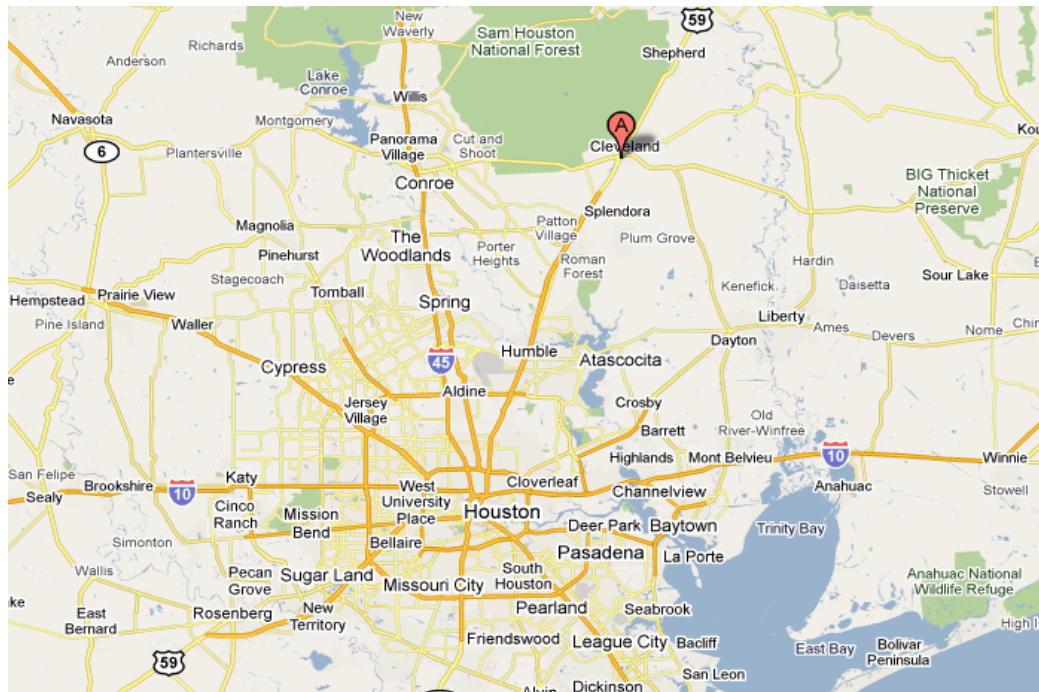 New
Waverly
59
Sam Houston
National Forest
Shepherd
Richards
Anderson
Lake
Conroe
Willis
A
Navasota
Montgomery
Panorama
Village
Cut and
Shoot
Cleveland
6
Plantersville
Conroe
BIG Thicket
National
Preserve
Splendora
Magnolia
The
Woodlands
Patton
Village
Plum Grove
Pinehurst
Porter
Heights
Roman
Forest
Hardin
Stagecoach
Sour Lake
Hempstead
Prairie View
Tomball
Spring
Kenefick
Daisetta
Pine Island
Waller
Liberty
Ames
Devers
Nome
Dayton
Humble
Atascocita
45
Cypress
Aldine
Jersey
Village
Crosby
Old
River-Winfree
Barrett
San Felipe
Highlands
Mont Belvieu
10
Winnie
Sealy
Brookshire
10
Katy
West
University
Place
Cloverleaf
Channelview
Anahuac
Stowell
Cinco
Ranch
Mission
Bend
Houston
Deer Park
Baytown
Trinity Bay
Simonton
Bellaire
Pasadena
La Porte
Wallis
Pecan
Grove
Sugar Land
Missouri City
South
Houston
Anahuac National
Wildlife Refuge
East
Bernard
Rosenberg
New
Territory
Pearland
Seabrook
High
Friendswood
League City
Bacliff
East Bay
Bolivar
Peninsula
59
San Leon
Alvin
Dickinson